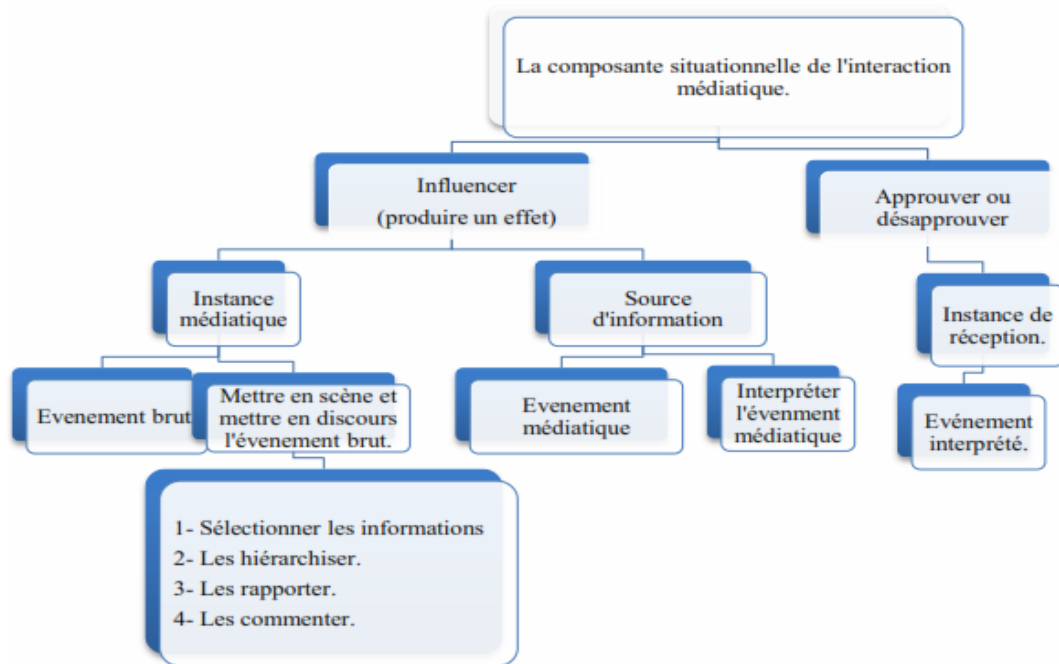 La composante situationnelle de l'interaction
médiatique.
Influencer
(produire un effet)
Approuver ou
désapprouver
Instance
médiatique
Source
d'information
Instance de
réception.
Evenement brut
Mettre en scène et
mettre en discours
l'évenement brut.
Evenement
médiatique
Interpréter
l'évenment
médiatique
Evénement
interprété.
1- Sélectionner les informations
2- Les hiérarchiser.
3- Les rapporter.
4- Les commenter.